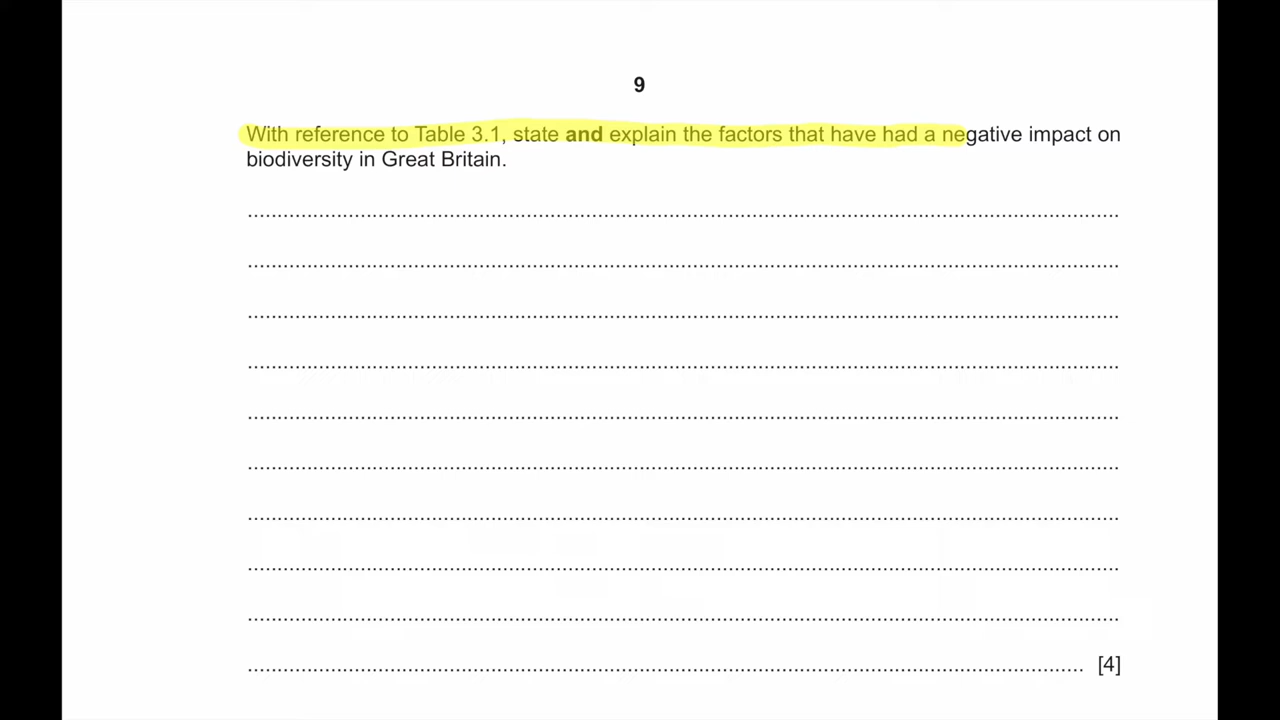 9
With reference to Table 3.1, state and explain the factors that have had a negative impact on
biodiversity in Great Britain.
[4]